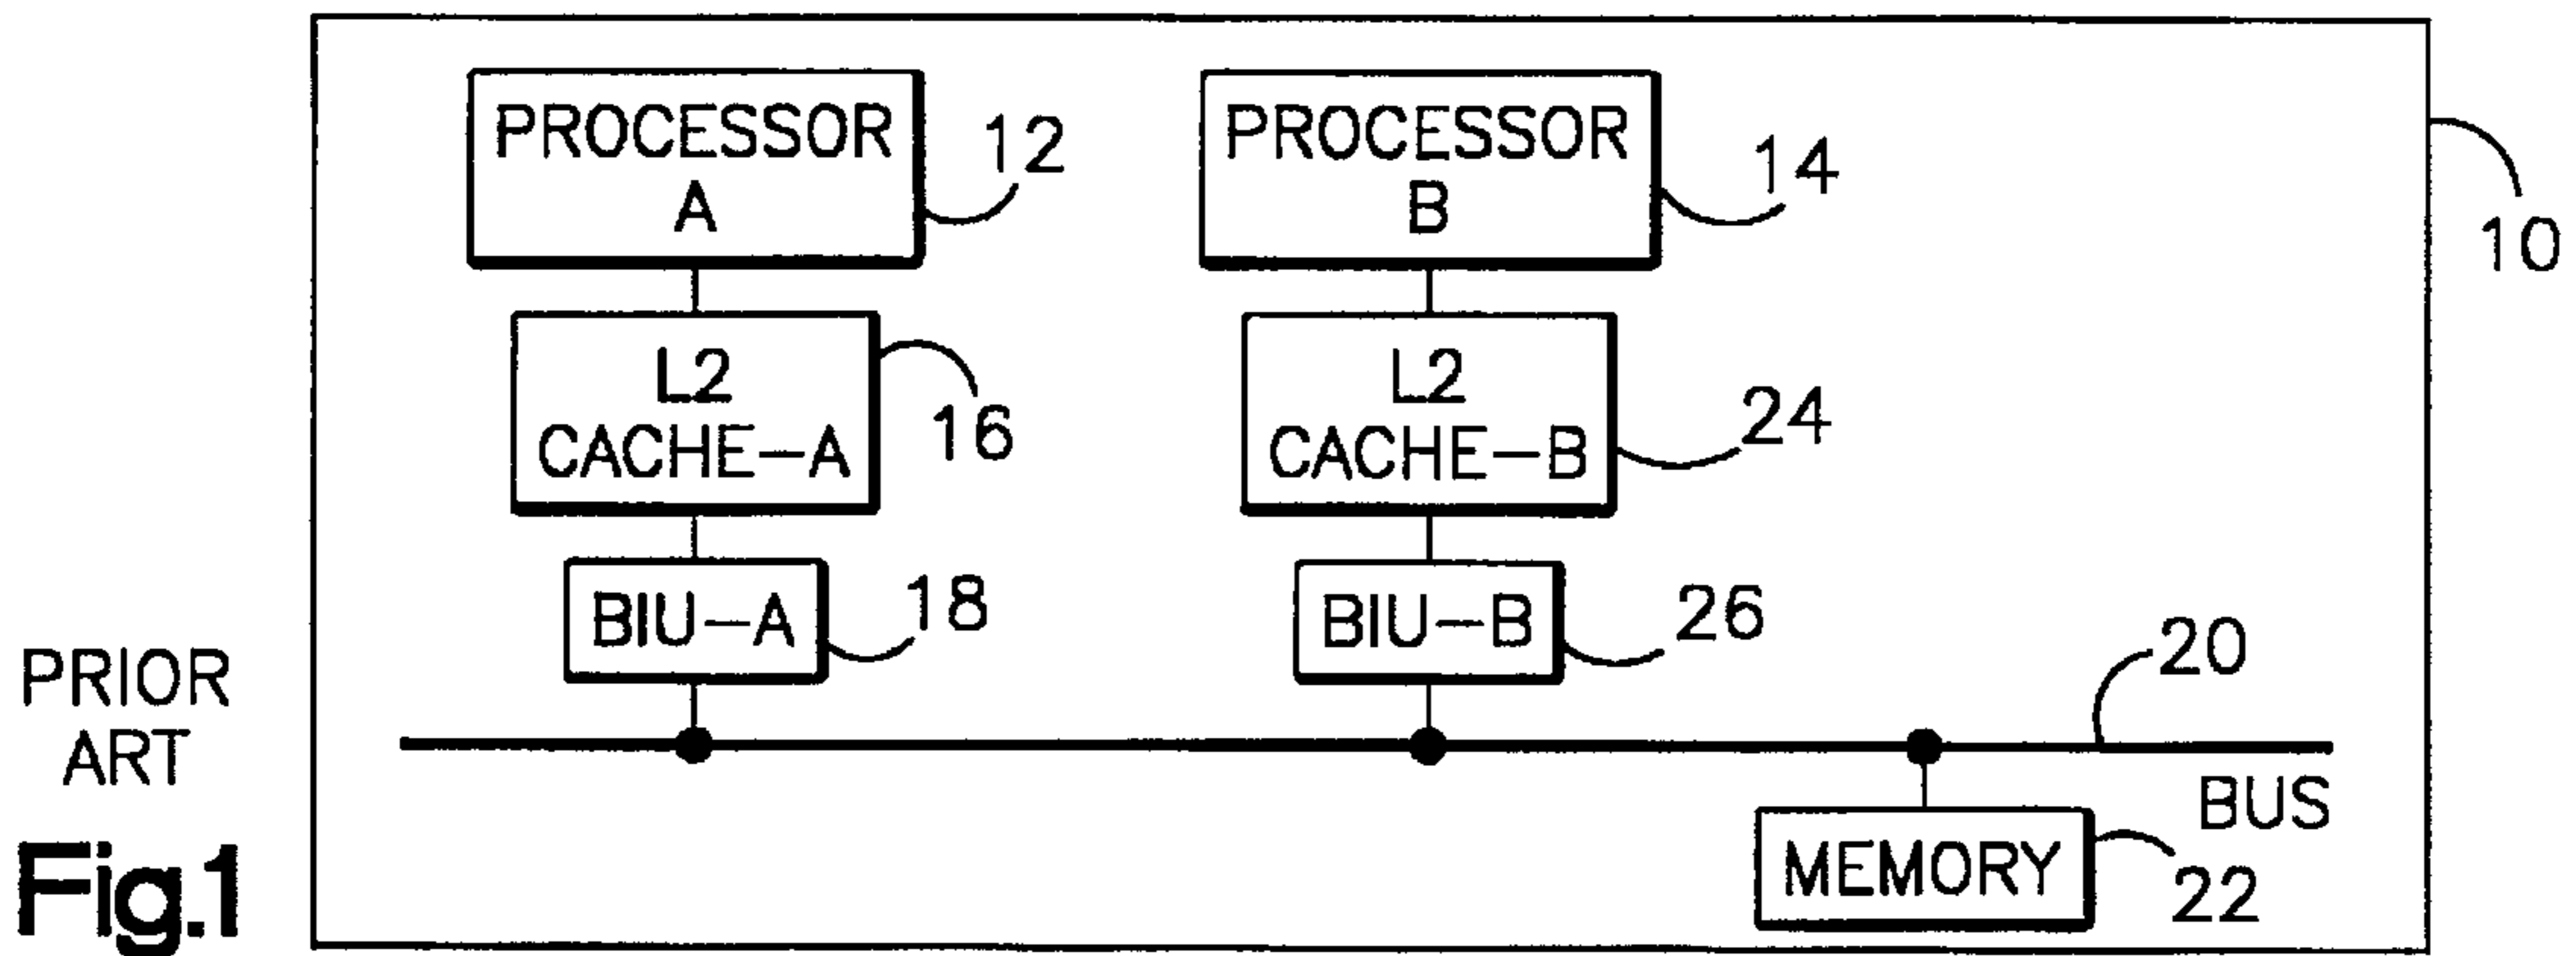 PROCESSOR
A
12
PROCESSOR
B
14
10
L2
CACHE-A
16
L2
CACHE-B
24
BIU-A
18
BIU-B
26
20
BUS
MEMORY
22
PRIOR
ART
Fig.1